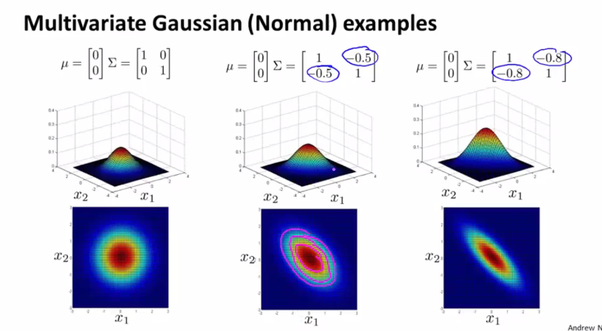 Multivariate Gaussian (Normal) examples
μ = [0 0] Σ = [1 0 0 1]
μ = [0 0] Σ = [1 -0.5 -0.5 1]
μ = [0 0] Σ = [1 -0.8 -0.8 1]
x₂ x₁
x₂ x₁
x₂ x₁
x₂
x₁
x₂
x₁
x₂
x₁
Andrew N